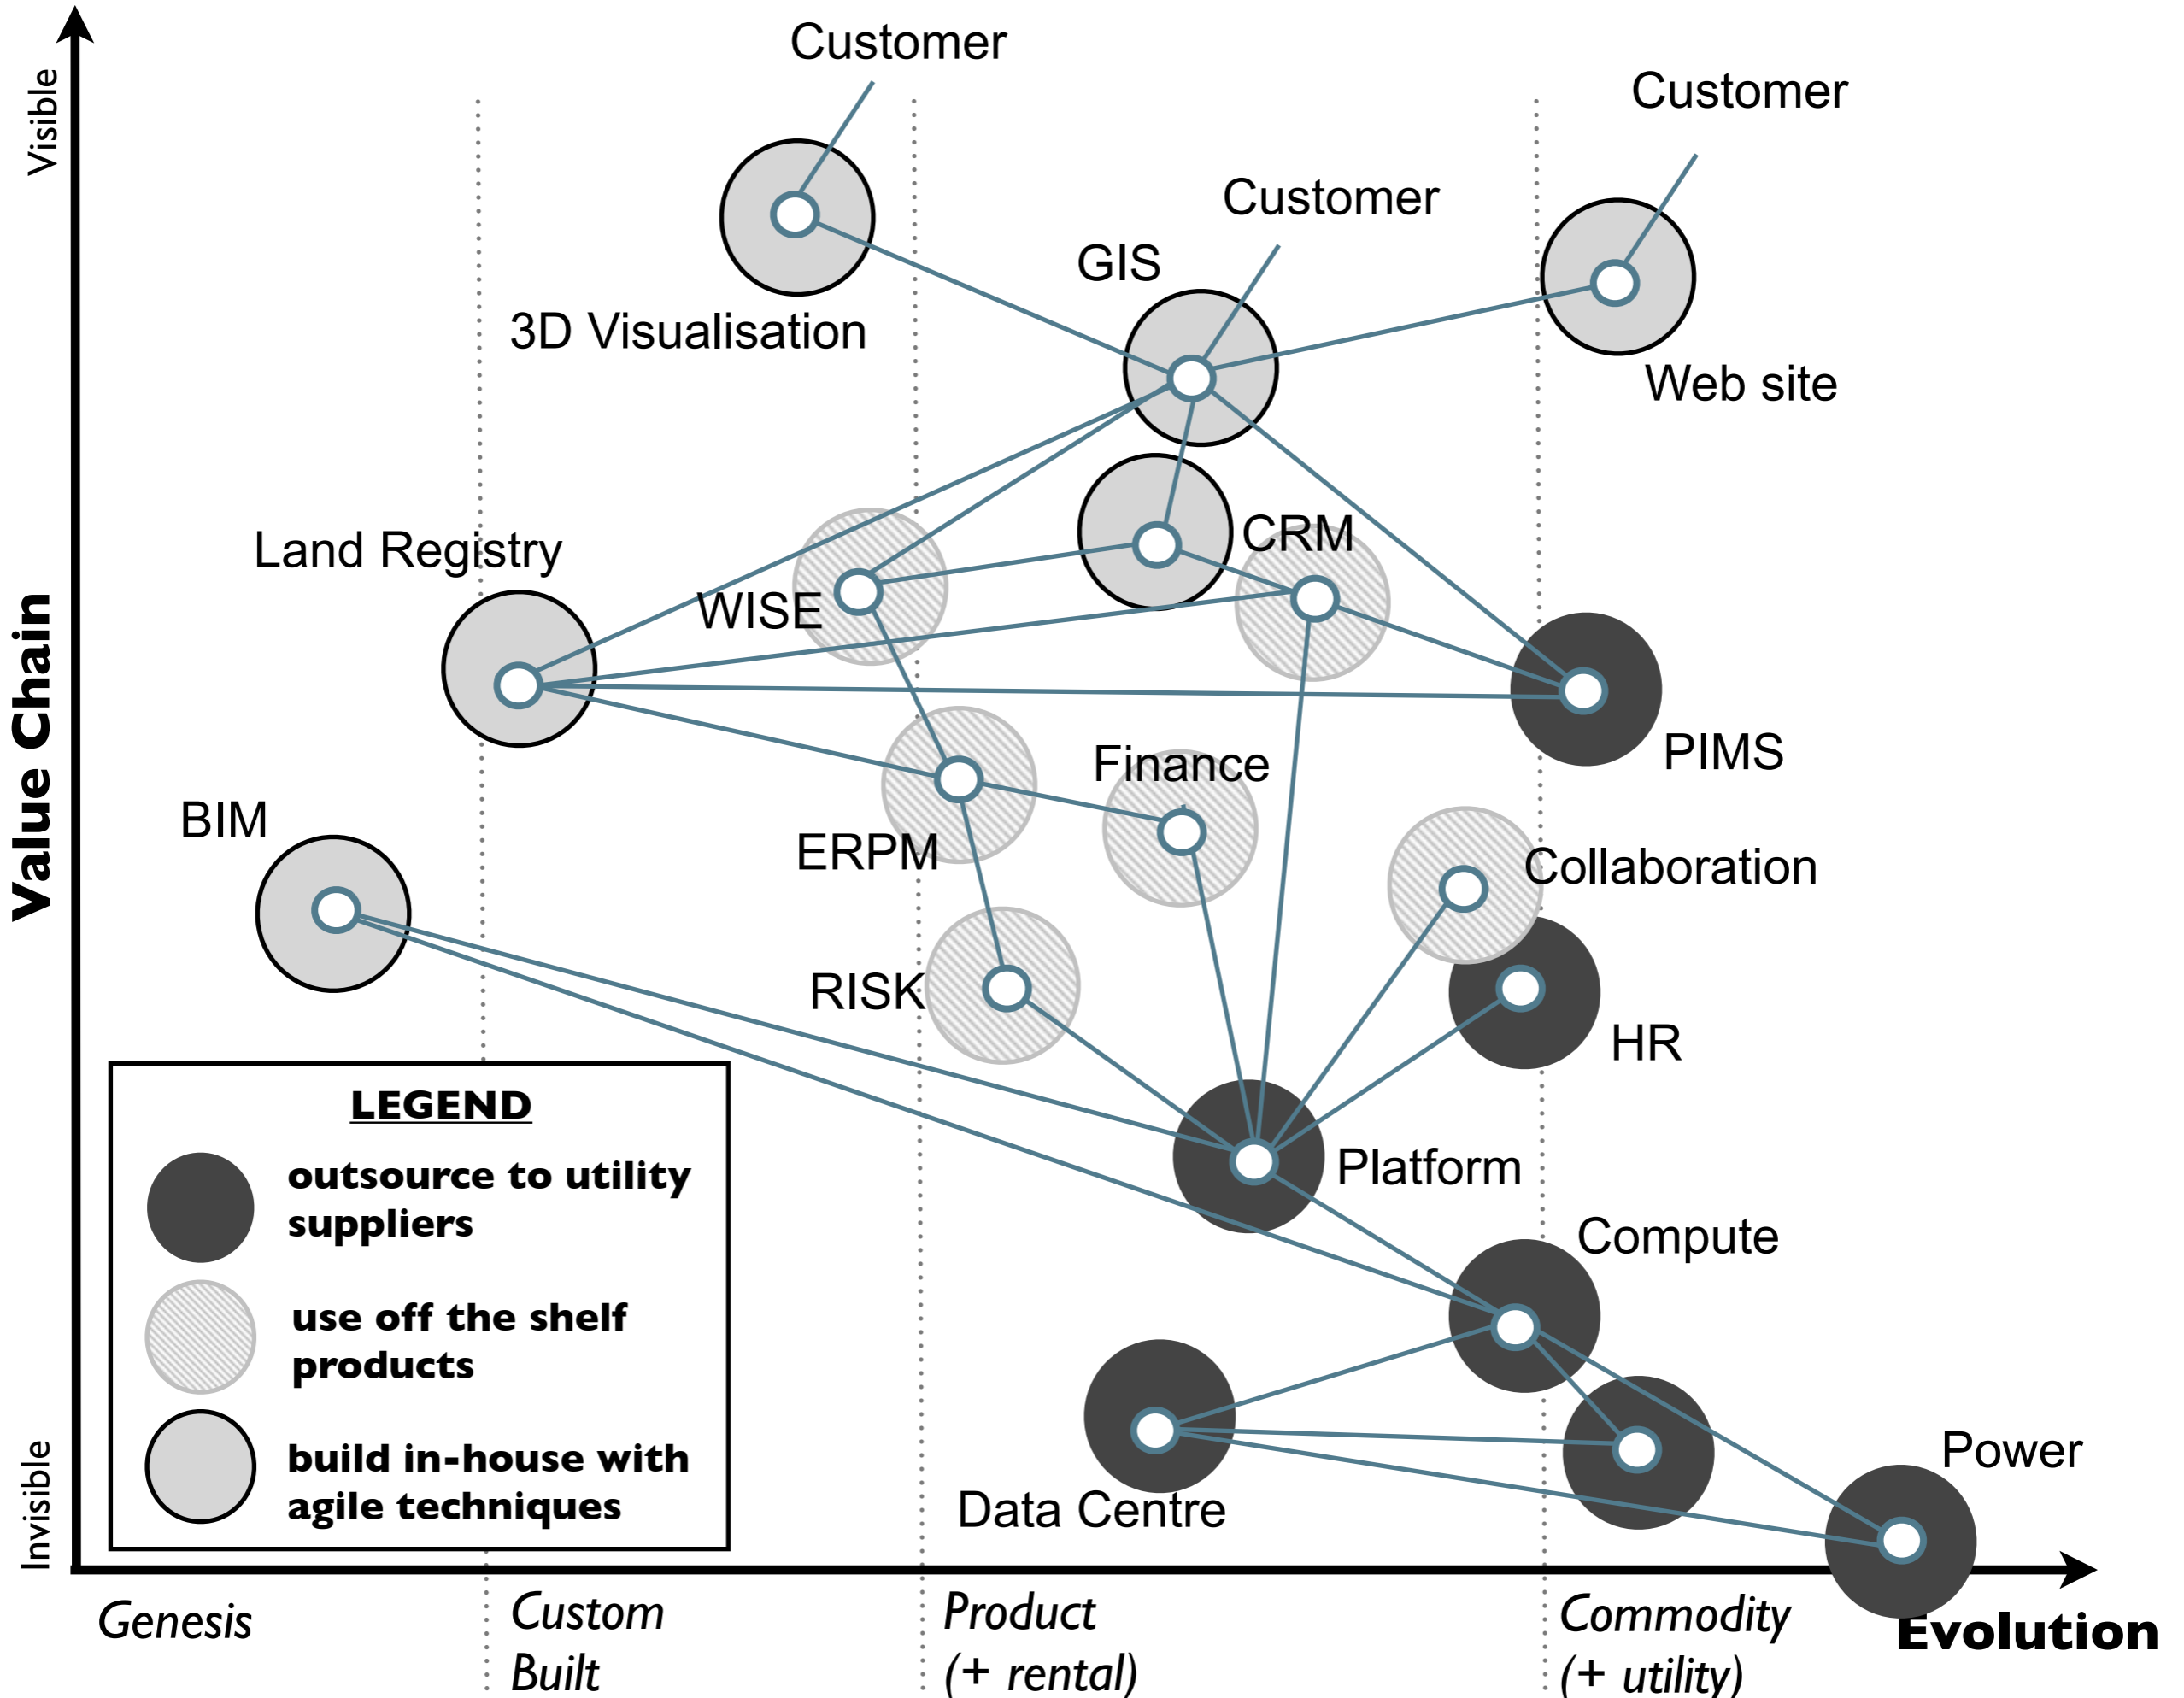 Customer
Customer
Visible
Customer
GIS
3D Visualisation
Web site
Land Registry
CRM
WISE
Value Chain
PIMS
Finance
BIM
ERPM
Collaboration
RISK
HR
LEGEND
outsource to utility
suppliers
Platform
Compute
use off the shelf
products
build in-house with
agile techniques
Data Centre
Power
Invisible
Genesis
Custom
Built
Product
(+ rental)
Commodity
(+ utility)
Evolution